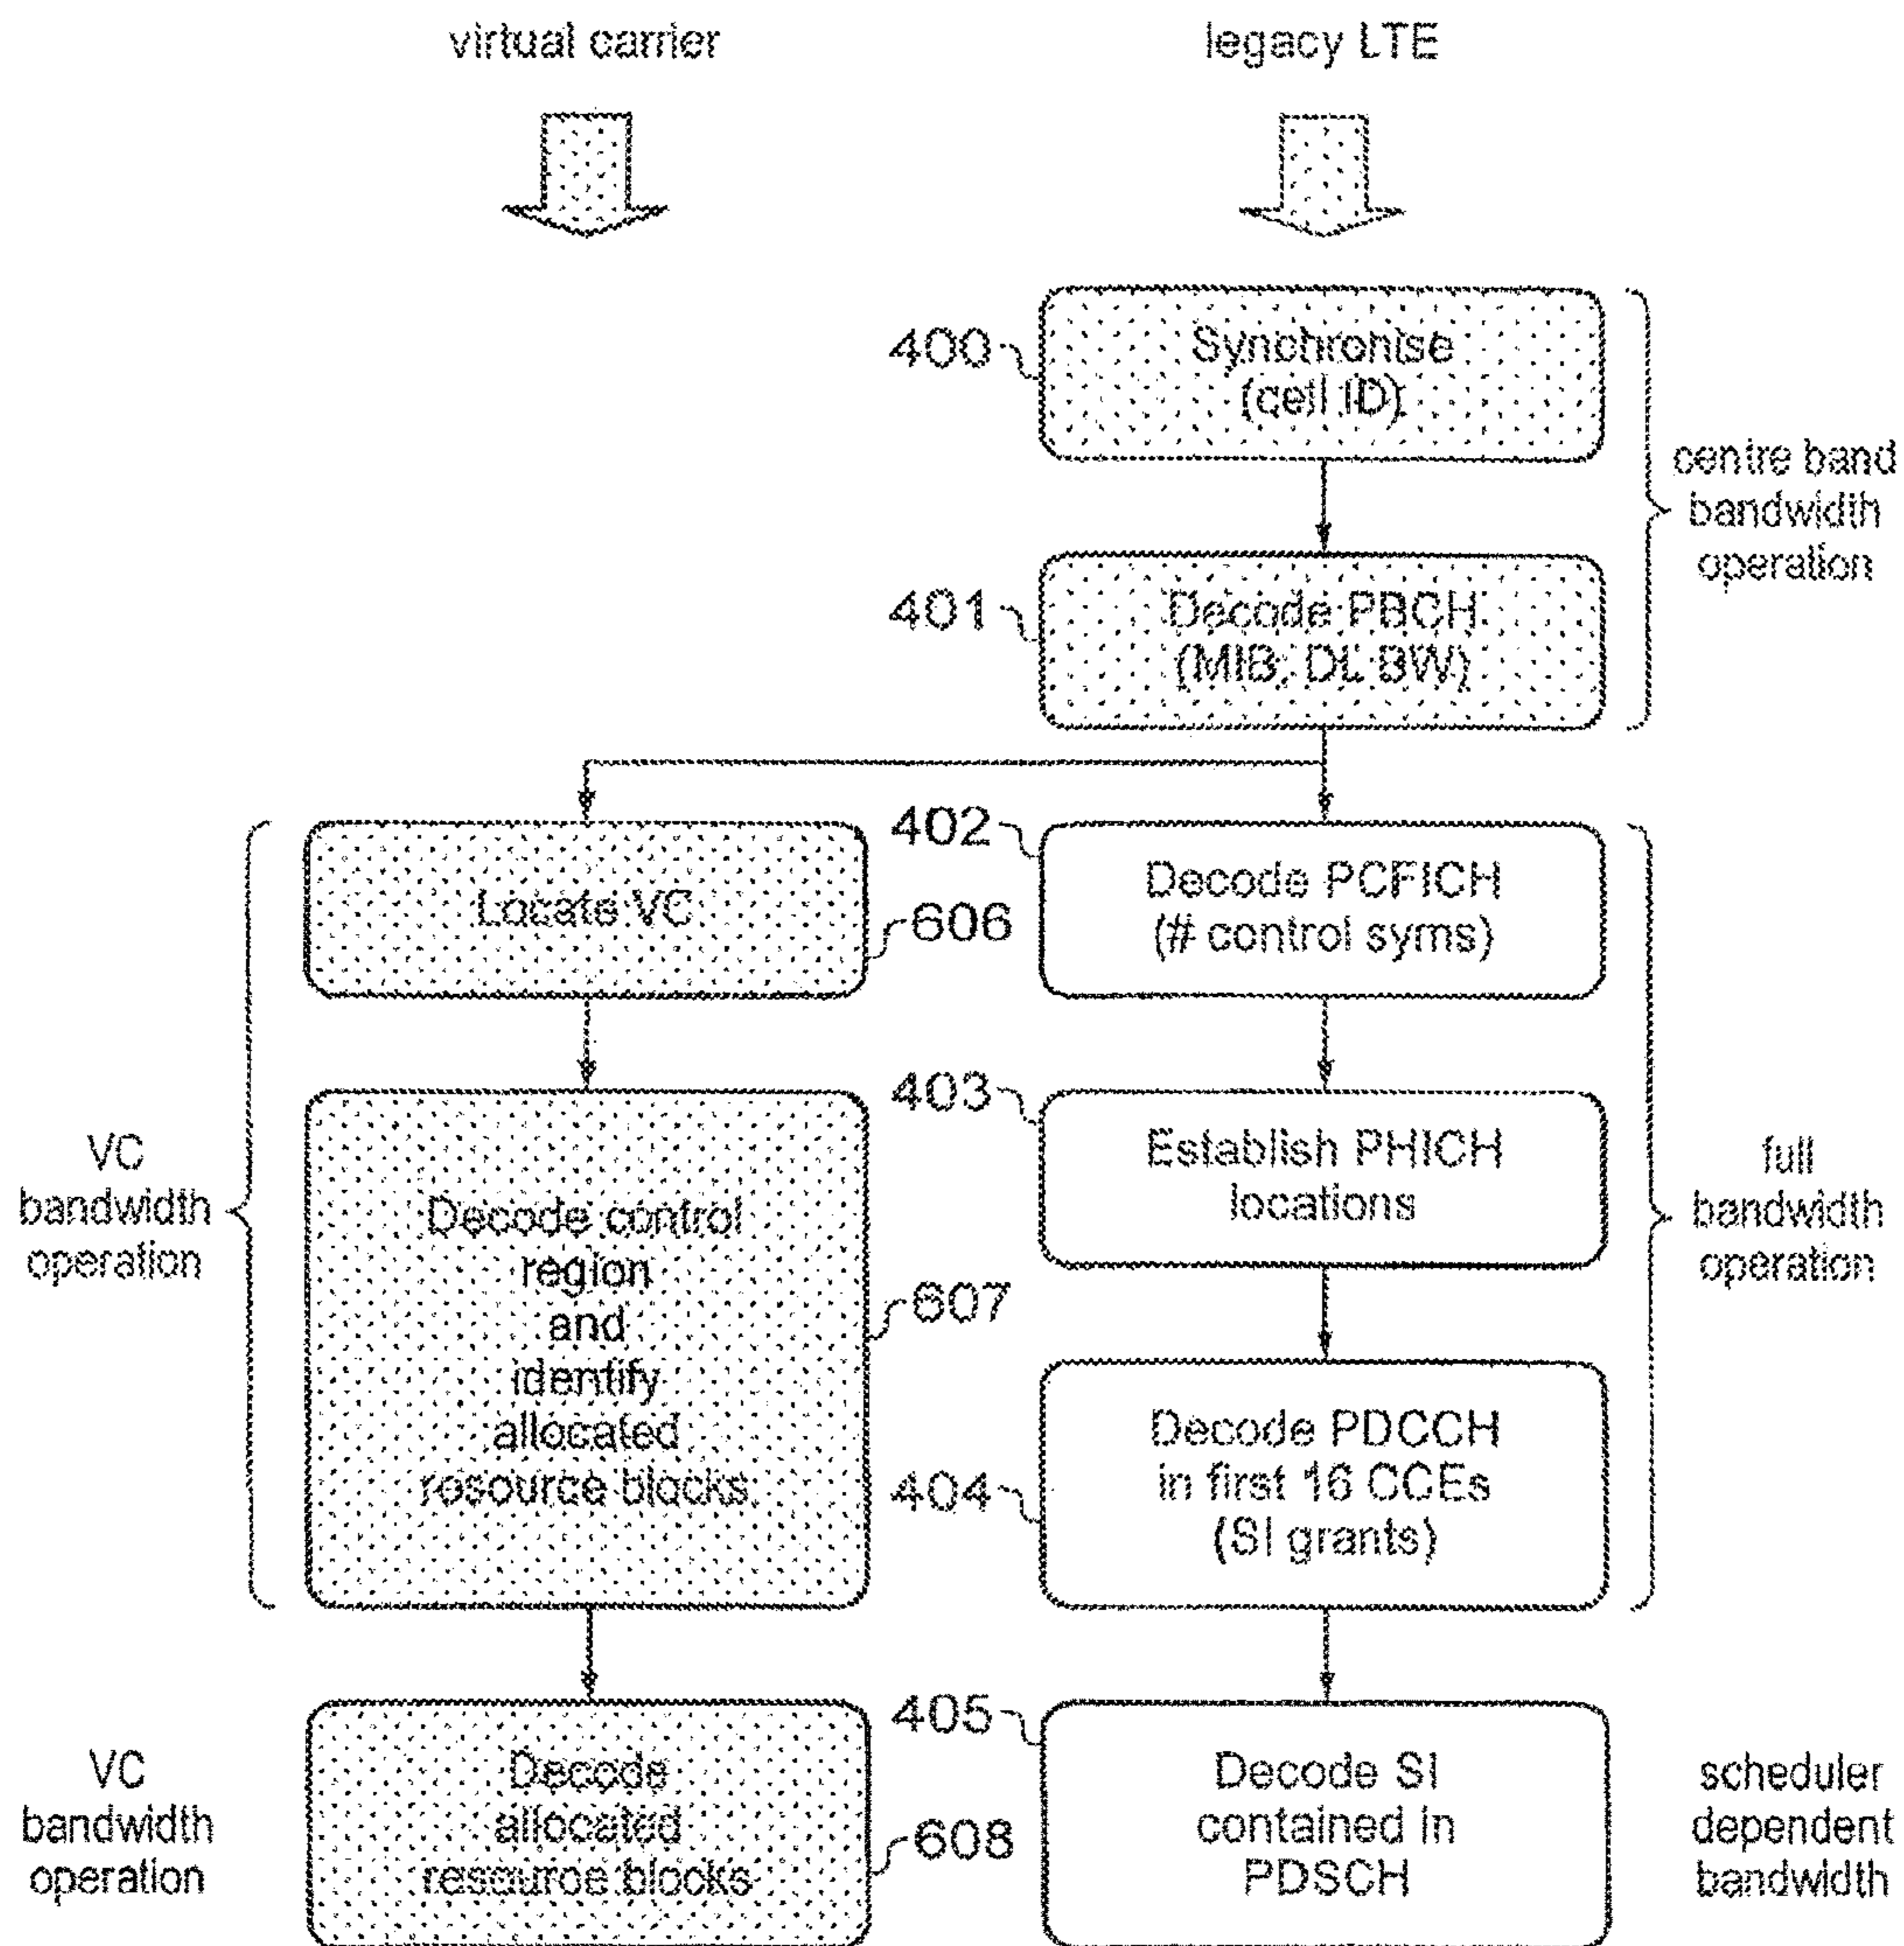 virtual carrier
legacy LTE
400
Synchronise
(cell ID)
centre band
bandwidth
operation
401
Decode PBCH
(MIB, DL BW)
402
Decode PCFICH
(# control syms)
Locate VC
606
403
Establish PHICH
locations
VC
bandwidth
operation
Decode control
region
and
identify
allocated
resource blocks
607
full
bandwidth
operation
404
Decode PDCCH
in first 16 CCEs
(SI grants)
405
Decode SI
contained in
PDSCH
VC
bandwidth
operation
Decode
allocated
resource blocks
608
scheduler
dependent
bandwidth